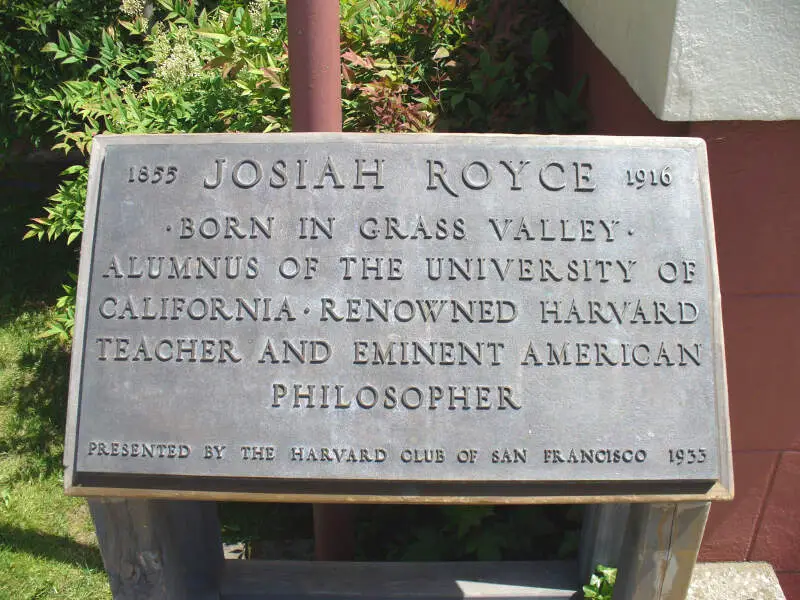 1855 JOSIAH ROYCE 1916
·BORN IN GRASS VALLEY·
ALUMNUS OF THE UNIVERSITY OF
CALIFORNIA·RENOWNED HARVARD
TEACHER AND EMINENT AMERICAN
PHILOSOPHER
PRESENTED BY THE HARVARD CLUB OF SAN FRANCISCO 1933